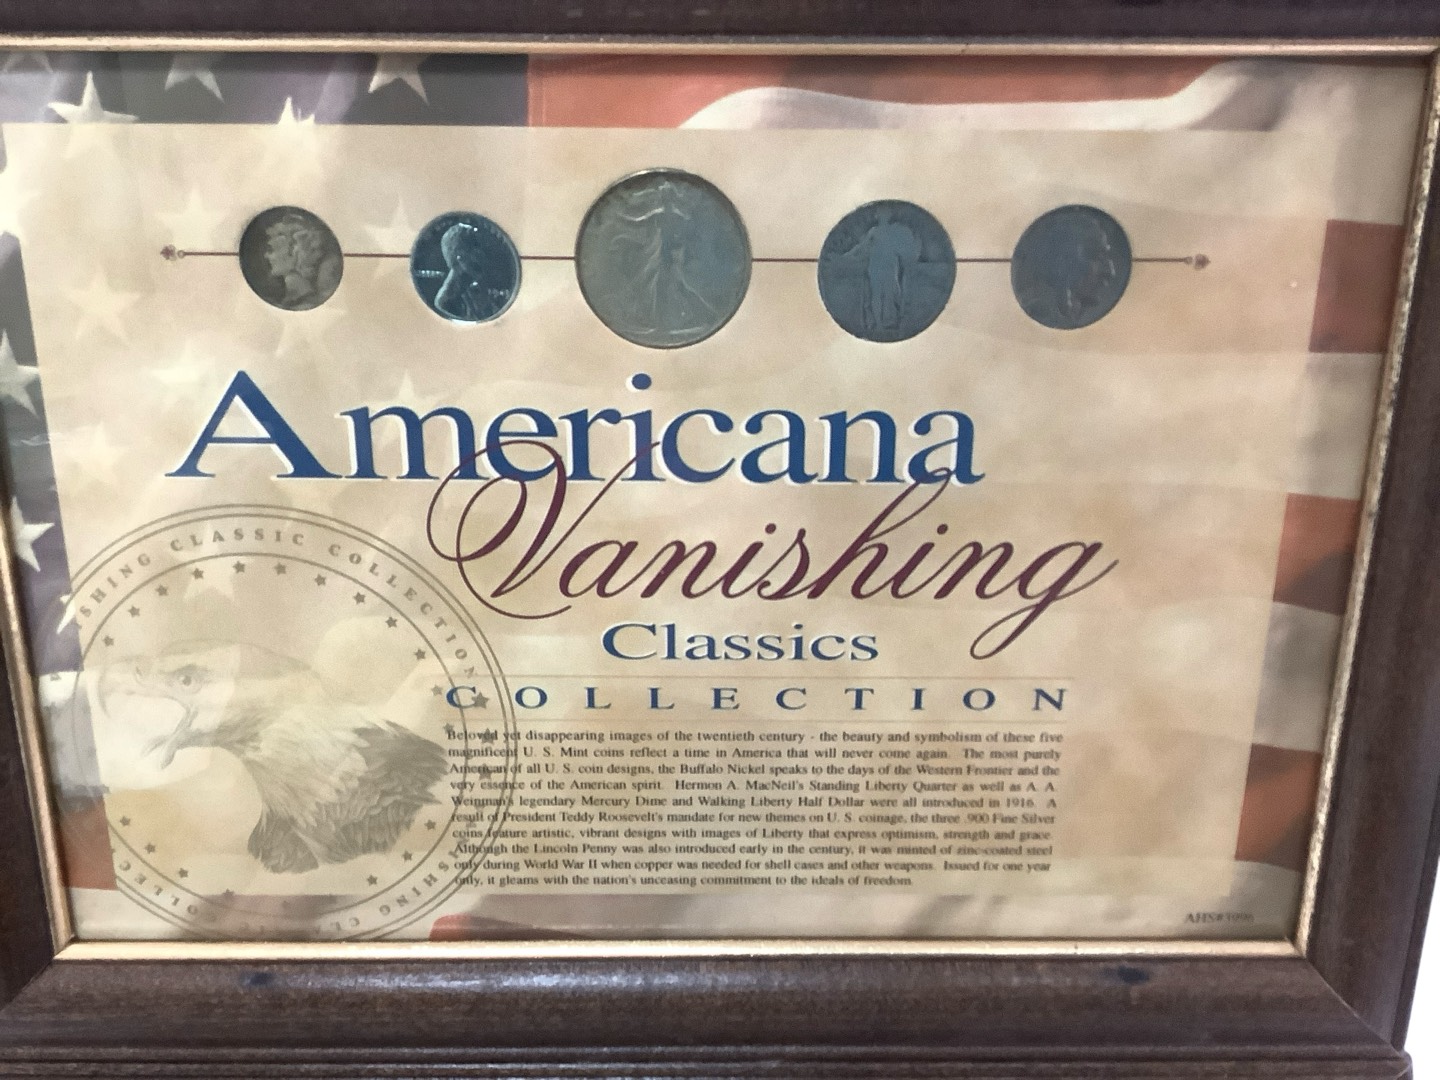 Americana
Vanishing
Classics
COLLECTION
Beloved yet disappearing images of the twentieth century - the beauty and symbolism of these five
magnificent U. S. Mint coins reflect a time in America that will never come again. The most purely
American of all U. S. coin designs, the Buffalo Nickel speaks to the days of the Western Frontier and the
very essence of the American spirit. Hermon A. MacNeil's Standing Liberty Quarter as well as A. A.
Weinman's legendary Mercury Dime and Walking Liberty Half Dollar were all introduced in 1916. A
result of President Teddy Roosevelt's mandate for new themes on U. S. coinage, the three .900 Fine Silver
coins feature artistic, vibrant designs with images of Liberty that express optimism, strength and grace.
Although the Lincoln Penny was also introduced early in the century, it was minted of zinc-coated steel
only during World War II when copper was needed for shell cases and other weapons. Issued for one year
only, it gleams with the nation's unceasing commitment to the ideals of freedom.
SHING CLASSIC COLLECTION